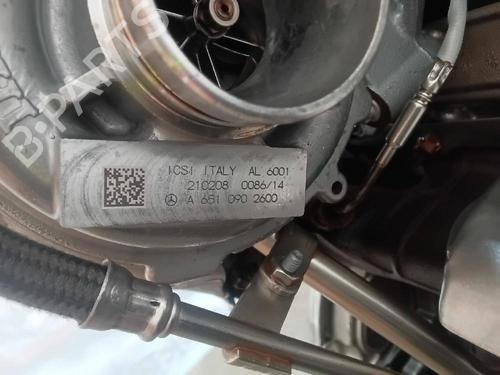 B-PARTS
ICSI ITALY AL 6001
210208 0086/14
A 651 090 2600